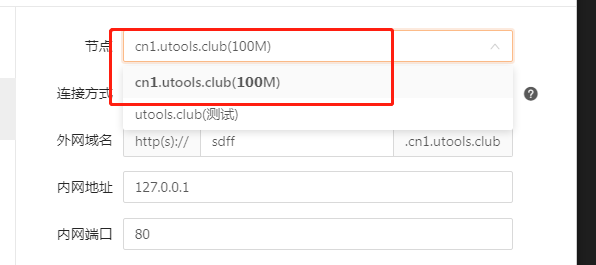 节点 cn1.utools.club(100M)
cn1.utools.club(100M)
连接方式
utools.club(测试)
外网域名 http(s):// sdff .cn1.utools.club
内网地址 127.0.0.1
内网端口 80